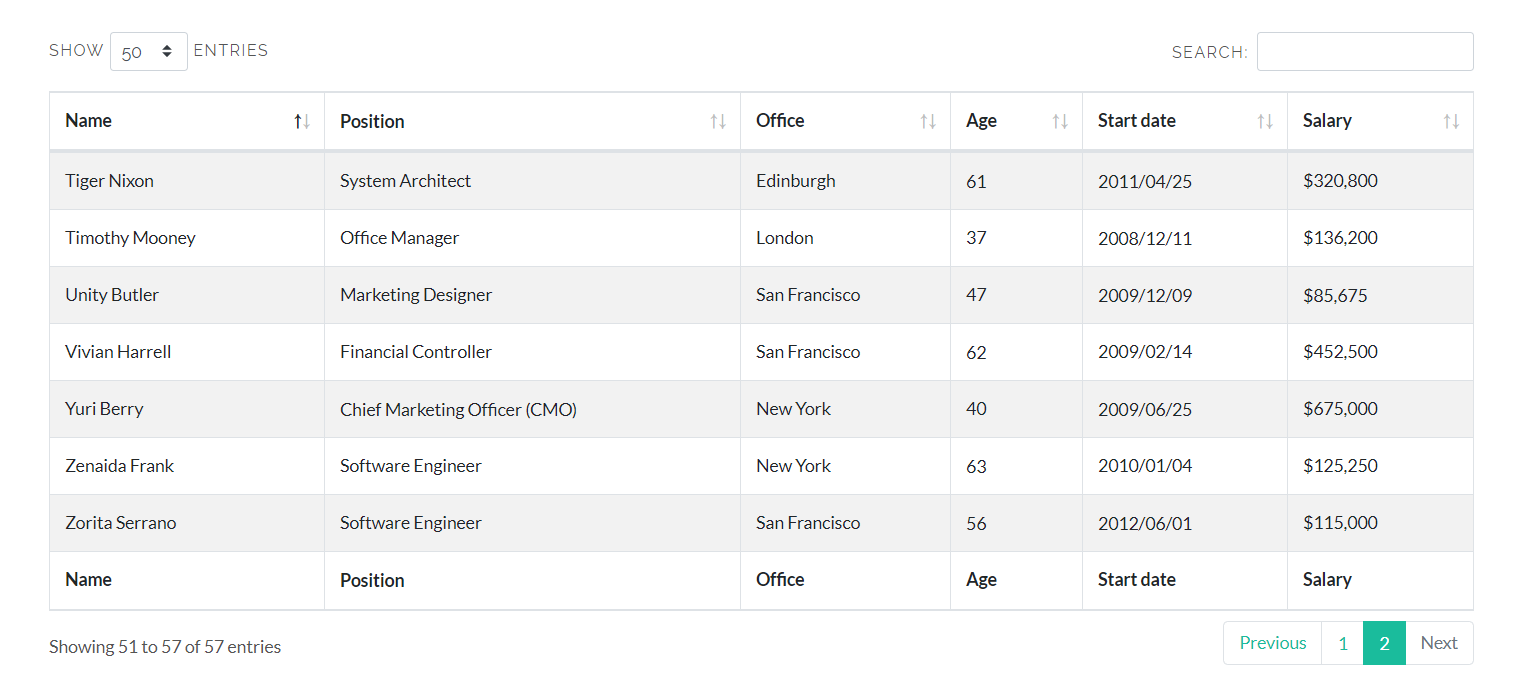 SHOW 50 ENTRIES SEARCH:
Name Position Office Age Start date Salary
Tiger Nixon System Architect Edinburgh 61 2011/04/25 $320,800
Timothy Mooney Office Manager London 37 2008/12/11 $136,200
Unity Butler Marketing Designer San Francisco 47 2009/12/09 $85,675
Vivian Harrell Financial Controller San Francisco 62 2009/02/14 $452,500
Yuri Berry Chief Marketing Officer (CMO) New York 40 2009/06/25 $675,000
Zenaida Frank Software Engineer New York 63 2010/01/04 $125,250
Zorita Serrano Software Engineer San Francisco 56 2012/06/01 $115,000
Name Position Office Age Start date Salary
Showing 51 to 57 of 57 entries Previous 1 2 Next